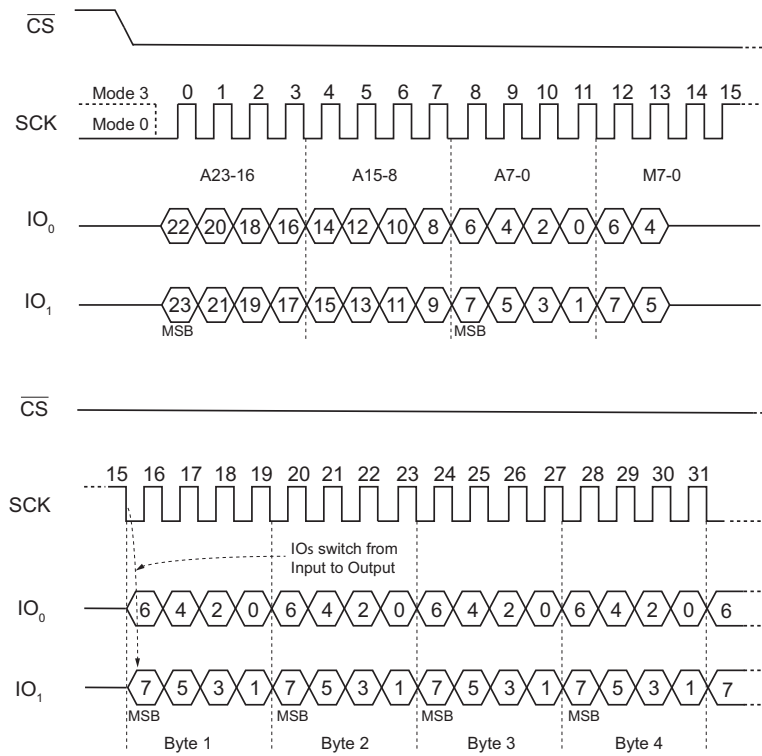 CS
Mode 3
0 1 2 3 4 5 6 7 8 9 10 11 12 13 14 15
SCK
Mode 0
A23-16 A15-8 A7-0 M7-0
IO0 22 20 18 16 14 12 10 8 6 4 2 0 6 4
IO1 23 21 19 17 15 13 11 9 7 5 3 1 7 5
MSB MSB
CS
15 16 17 18 19 20 21 22 23 24 25 26 27 28 29 30 31
SCK
IOs switch from
Input to Output
IO0 6 4 2 0 6 4 2 0 6 4 2 0 6 4 2 0 6
IO1 7 5 3 1 7 5 3 1 7 5 3 1 7 5 3 1 7
MSB MSB MSB MSB
Byte 1 Byte 2 Byte 3 Byte 4